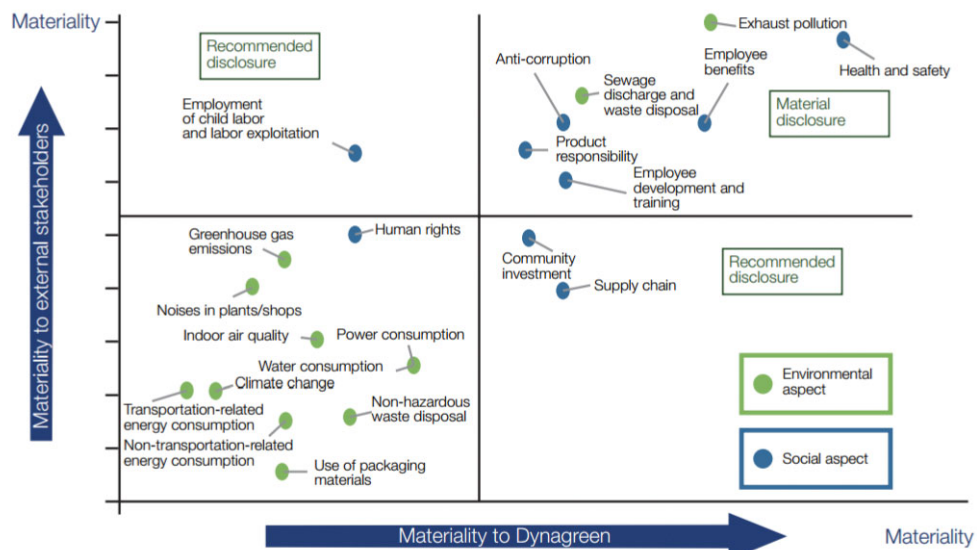 Materiality
Materiality to external stakeholders
Recommended
disclosure
Employment
of child labor
and labor exploitation
Exhaust pollution
Health and safety
Employee
benefits
Anti-corruption
Sewage
discharge and
waste disposal
Material
disclosure
Product
responsibility
Employee
development and
training
Greenhouse gas
emissions
Human rights
Noises in plants/shops
Indoor air quality
Power consumption
Water consumption
Climate change
Transportation-related
energy consumption
Non-hazardous
waste disposal
Non-transportation-related
energy consumption
Use of packaging
materials
Community
investment
Supply chain
Recommended
disclosure
Environmental
aspect
Social aspect
Materiality to Dynagreen
Materiality